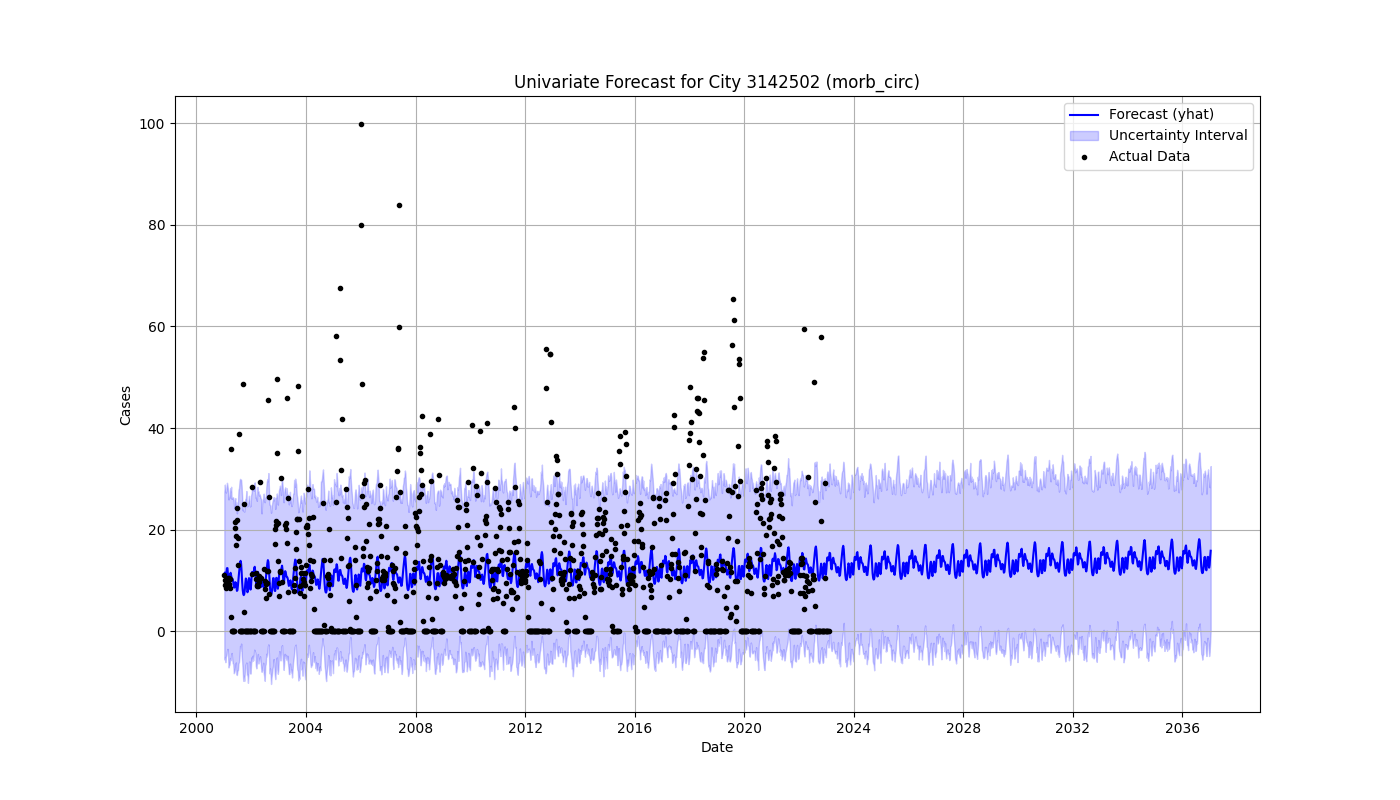 Univariate Forecast for City 3142502 (morb_circ)
Forecast (yhat)
Uncertainty Interval
Actual Data
Cases
100
80
60
40
20
0
2000 2004 2008 2012 2016 2020 2024 2028 2032 2036
Date